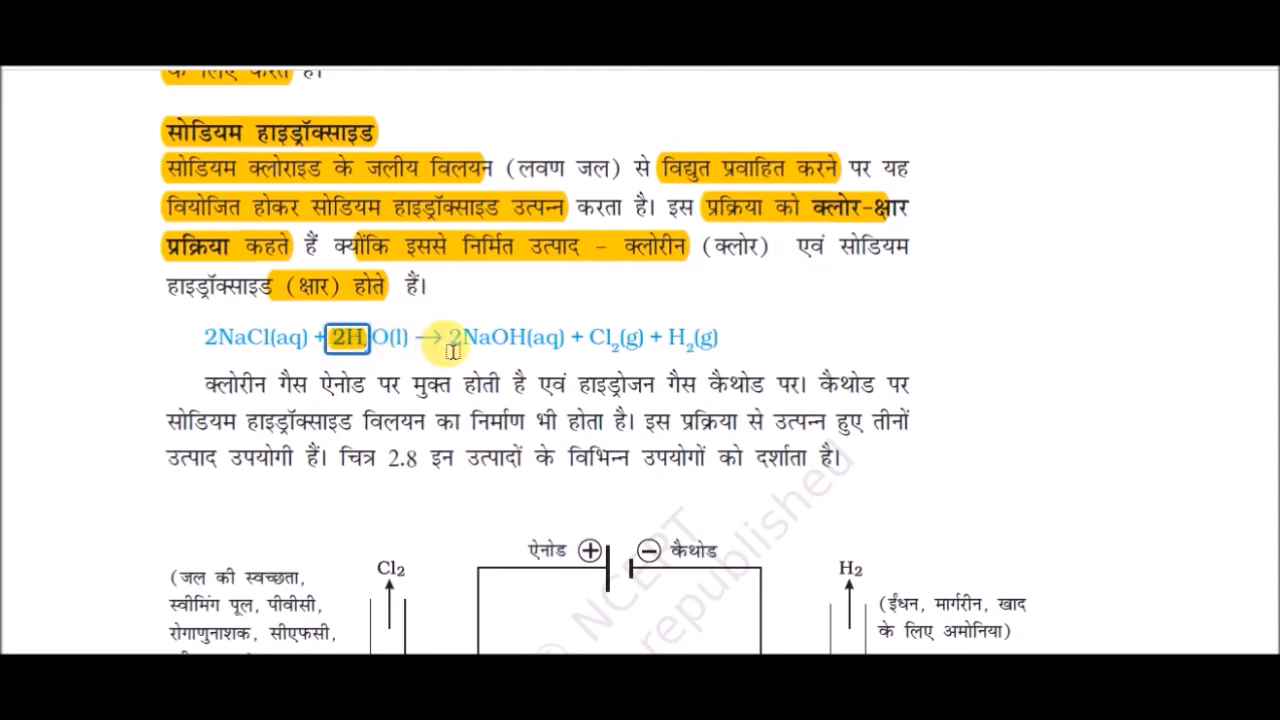 के लिए करते हैं।
सोडियम हाइड्रॉक्साइड
सोडियम क्लोराइड के जलीय विलयन (लवण जल) से विद्युत प्रवाहित करने पर यह
वियोजित होकर सोडियम हाइड्रॉक्साइड उत्पन्न करता है। इस प्रक्रिया को क्लोर-क्षार
प्रक्रिया कहते हैं क्योंकि इससे निर्मित उत्पाद – क्लोरीन (क्लोर) एवं सोडियम
हाइड्रॉक्साइड (क्षार) होते हैं।
2NaCl(aq) + 2H₂O(l) → 2NaOH(aq) + Cl₂(g) + H₂(g)
क्लोरीन गैस ऐनोड पर मुक्त होती है एवं हाइड्रोजन गैस कैथोड पर। कैथोड पर
सोडियम हाइड्रॉक्साइड विलयन का निर्माण भी होता है। इस प्रक्रिया से उत्पन्न हुए तीनों
उत्पाद उपयोगी हैं। चित्र 2.8 इन उत्पादों के विभिन्न उपयोगों को दर्शाता है।
ऐनोड + − कैथोड
Cl₂
H₂
(जल की स्वच्छता,
स्वीमिंग पूल, पीवीसी,
रोगाणुनाशक, सीएफसी,
(ईंधन, मार्गरीन, खाद
के लिए अमोनिया)
© NCERT
republished